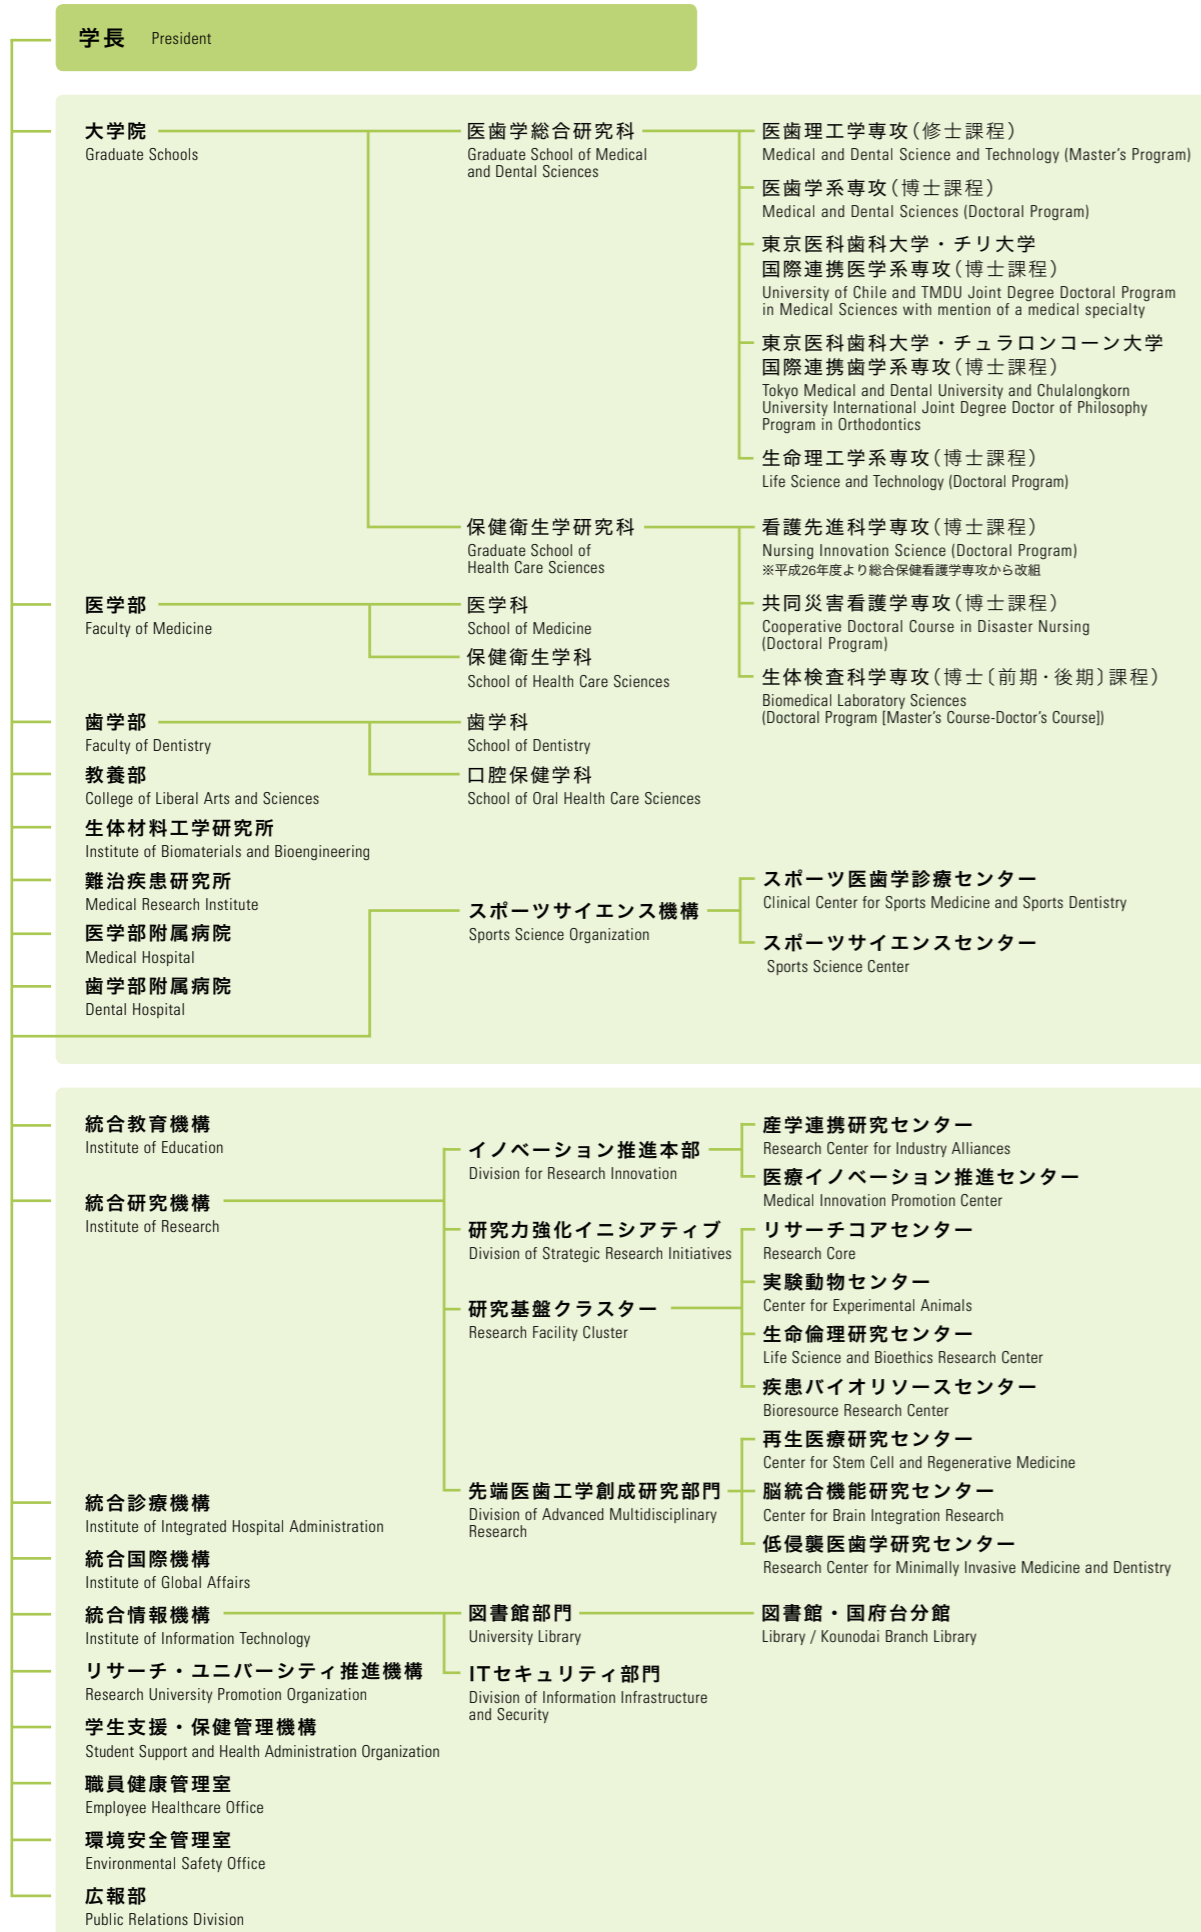 学長 President
大学院
Graduate Schools
医歯学総合研究科
Graduate School of Medical
and Dental Sciences
医歯理工学専攻(修士課程)
Medical and Dental Science and Technology (Master's Program)
医歯学系専攻(博士課程)
Medical and Dental Sciences (Doctoral Program)
東京医科歯科大学・チリ大学
国際連携医学系専攻(博士課程)
University of Chile and TMDU Joint Degree Doctoral Program
in Medical Sciences with mention of a medical specialty
東京医科歯科大学・チュラロンコーン大学
国際連携歯学系専攻(博士課程)
Tokyo Medical and Dental University and Chulalongkorn
University International Joint Degree Doctor of Philosophy
Program in Orthodontics
生命理工学系専攻(博士課程)
Life Science and Technology (Doctoral Program)
保健衛生学研究科
Graduate School of
Health Care Sciences
看護先進科学専攻(博士課程)
Nursing Innovation Science (Doctoral Program)
※平成26年度より総合保健看護学専攻から改組
共同災害看護学専攻(博士課程)
Cooperative Doctoral Course in Disaster Nursing
(Doctoral Program)
生体検査科学専攻(博士〔前期・後期〕課程)
Biomedical Laboratory Sciences
(Doctoral Program [Master's Course-Doctor's Course])
医学部
Faculty of Medicine
医学科
School of Medicine
保健衛生学科
School of Health Care Sciences
歯学部
Faculty of Dentistry
歯学科
School of Dentistry
口腔保健学科
School of Oral Health Care Sciences
教養部
College of Liberal Arts and Sciences
生体材料工学研究所
Institute of Biomaterials and Bioengineering
難治疾患研究所
Medical Research Institute
医学部附属病院
Medical Hospital
歯学部附属病院
Dental Hospital
スポーツサイエンス機構
Sports Science Organization
スポーツ医歯学診療センター
Clinical Center for Sports Medicine and Sports Dentistry
スポーツサイエンスセンター
Sports Science Center
統合教育機構
Institute of Education
統合研究機構
Institute of Research
イノベーション推進本部
Division for Research Innovation
産学連携研究センター
Research Center for Industry Alliances
医療イノベーション推進センター
Medical Innovation Promotion Center
研究力強化イニシアティブ
Division of Strategic Research Initiatives
研究基盤クラスター
Research Facility Cluster
リサーチコアセンター
Research Core
実験動物センター
Center for Experimental Animals
生命倫理研究センター
Life Science and Bioethics Research Center
疾患バイオリソースセンター
Bioresource Research Center
先端医歯工学創成研究部門
Division of Advanced Multidisciplinary
Research
再生医療研究センター
Center for Stem Cell and Regenerative Medicine
脳統合機能研究センター
Center for Brain Integration Research
低侵襲医歯学研究センター
Research Center for Minimally Invasive Medicine and Dentistry
統合診療機構
Institute of Integrated Hospital Administration
統合国際機構
Institute of Global Affairs
統合情報機構
Institute of Information Technology
図書館部門
University Library
図書館・国府台分館
Library / Kounodai Branch Library
ITセキュリティ部門
Division of Information Infrastructure
and Security
リサーチ・ユニバーシティ推進機構
Research University Promotion Organization
学生支援・保健管理機構
Student Support and Health Administration Organization
職員健康管理室
Employee Healthcare Office
環境安全管理室
Environmental Safety Office
広報部
Public Relations Division